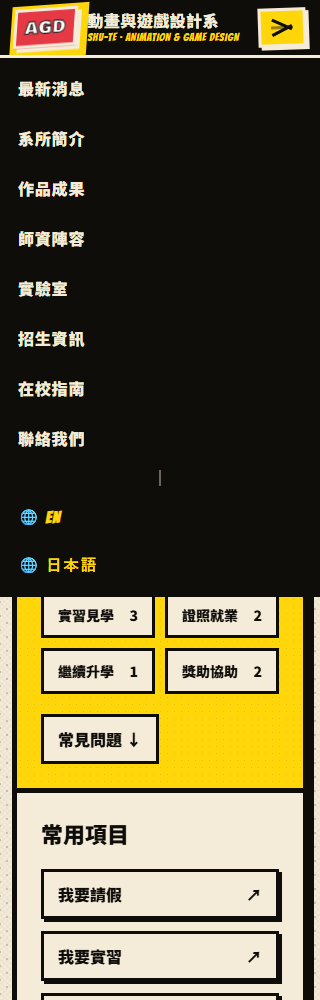 AGD
動畫與遊戲設計系
SHU-TE · ANIMATION & GAME DESIGN
最新消息
系所簡介
作品成果
師資陣容
實驗室
招生資訊
在校指南
聯絡我們
|
🌐 EN
🌐 日本語
實習見學 3
證照就業 2
繼續升學 1
獎助協助 2
常見問題 ↓
常用項目
我要請假 ↗
我要實習 ↗